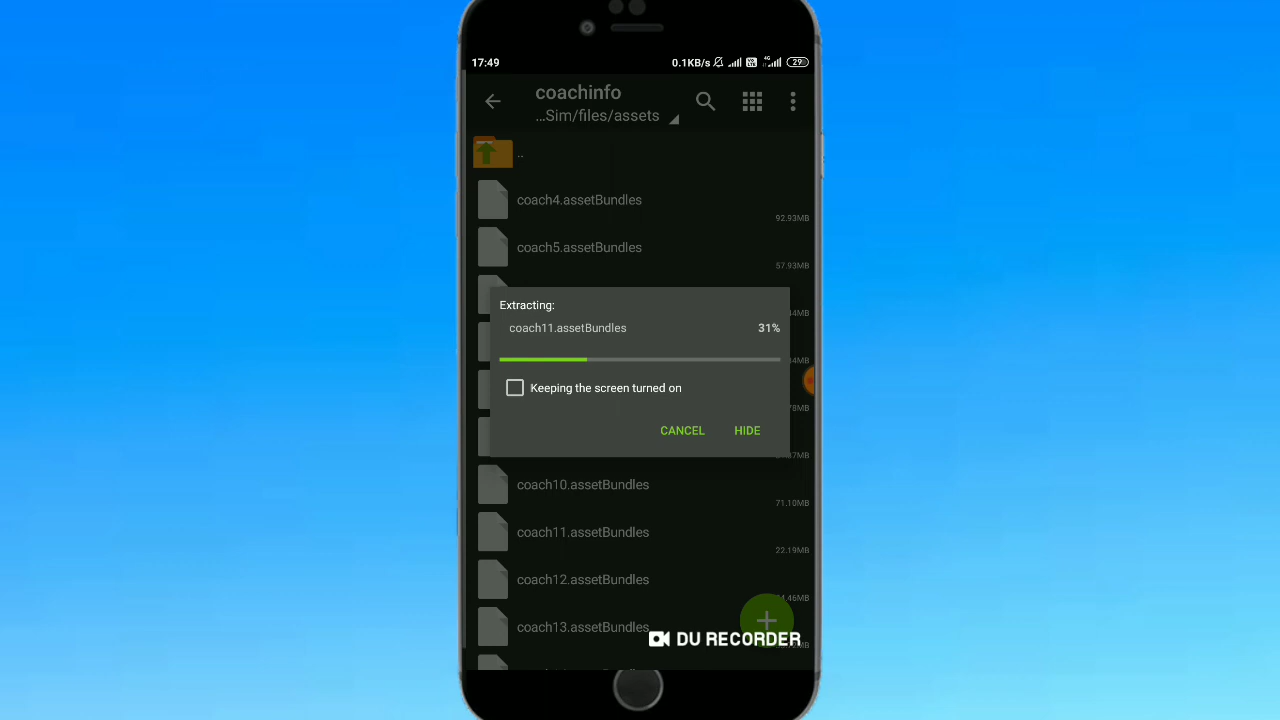 17:49
0.1KB/s
4G
29
coachinfo
...Sim/files/assets
..
coach4.assetBundles
92.93MB
coach5.assetBundles
57.93MB
Extracting:
coach11.assetBundles
31%
Keeping the screen turned on
CANCEL
HIDE
coach10.assetBundles
71.10MB
coach11.assetBundles
22.19MB
coach12.assetBundles
coach13.assetBundles
DU RECORDER